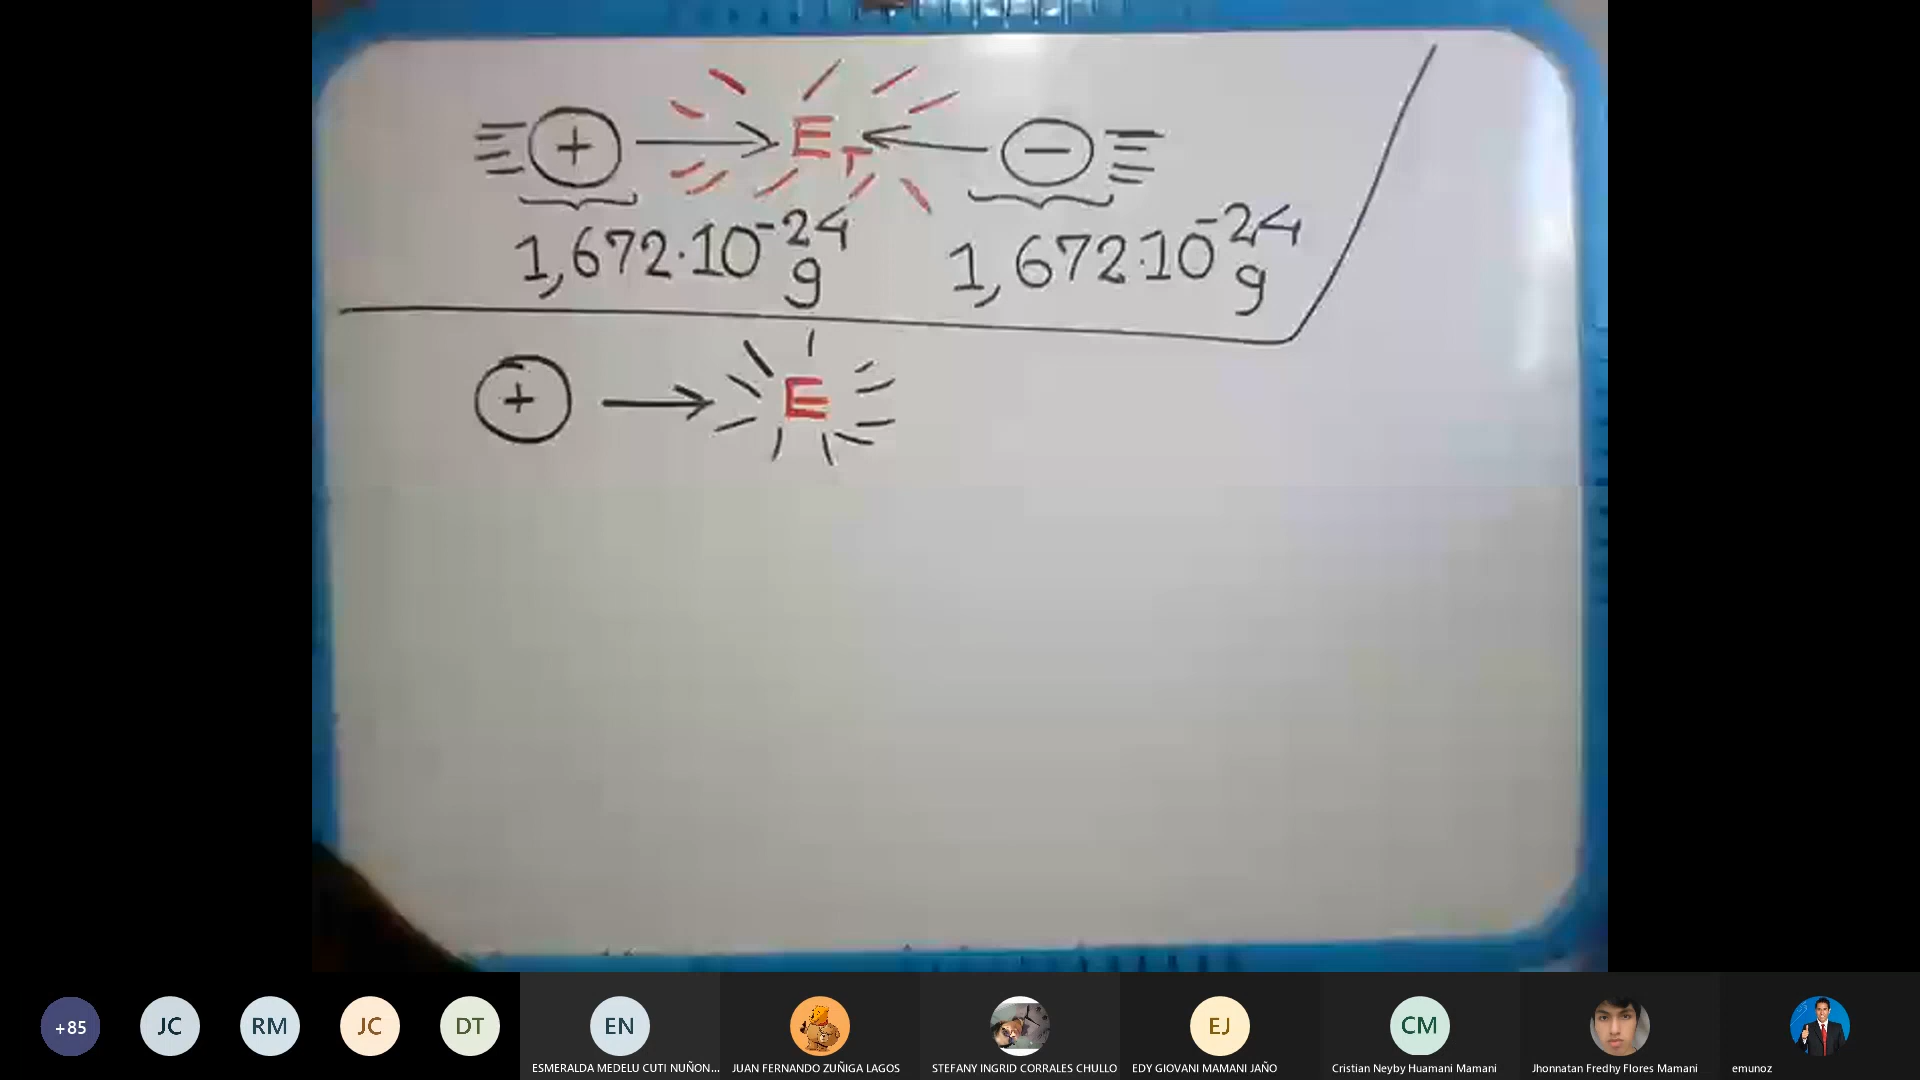 + E T −
1,672·10⁻²⁴ g 1,672·10⁻²⁴ g
+ E
+85 JC RM JC DT EN EJ CM
ESMERALDA MEDELU CUTI NUÑON... JUAN FERNANDO ZUÑIGA LAGOS STEFANY INGRID CORRALES CHULLO EDY GIOVANI MAMANI JAÑO Cristian Neyby Huamani Mamani Jhonnatan Fredhy Flores Mamani emunoz